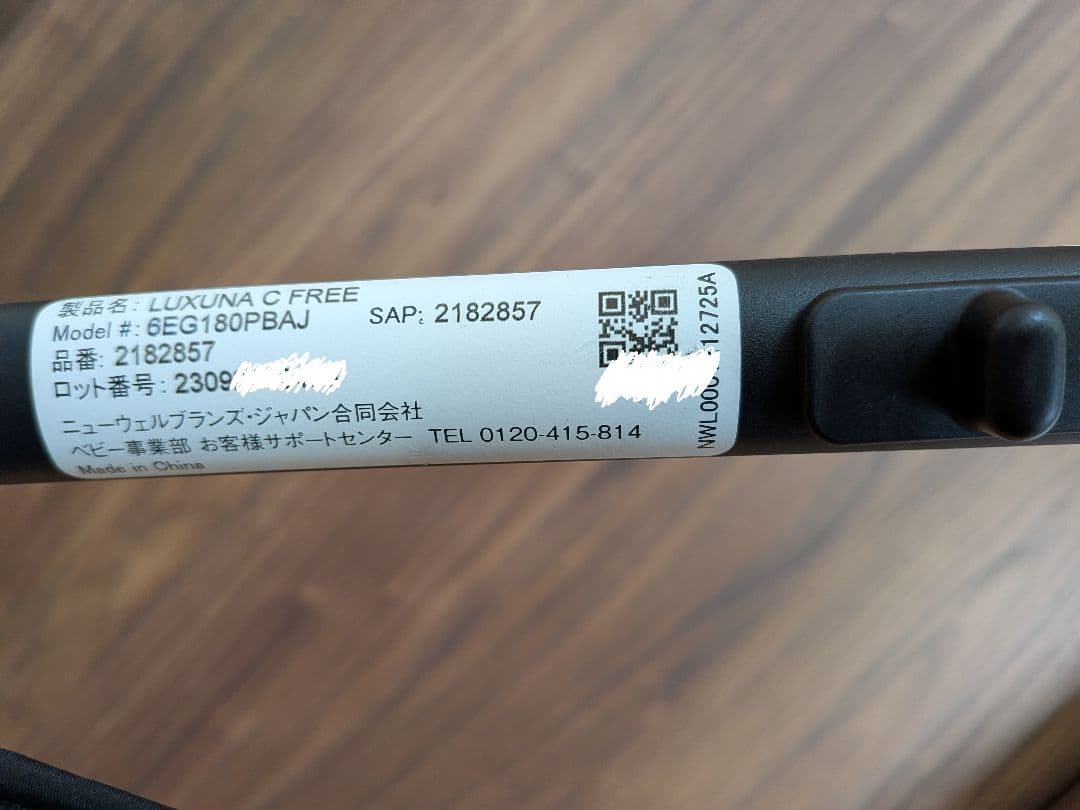 製品名: LUXUNA C FREE
Model #: 6EG180PBAJ
SAP: 2182857
品番: 2182857
ロット番号: 2309
ニューウェルブランズ・ジャパン合同会社
ベビー事業部 お客様サポートセンター TEL 0120-415-814
Made in China
NWL000 12725A